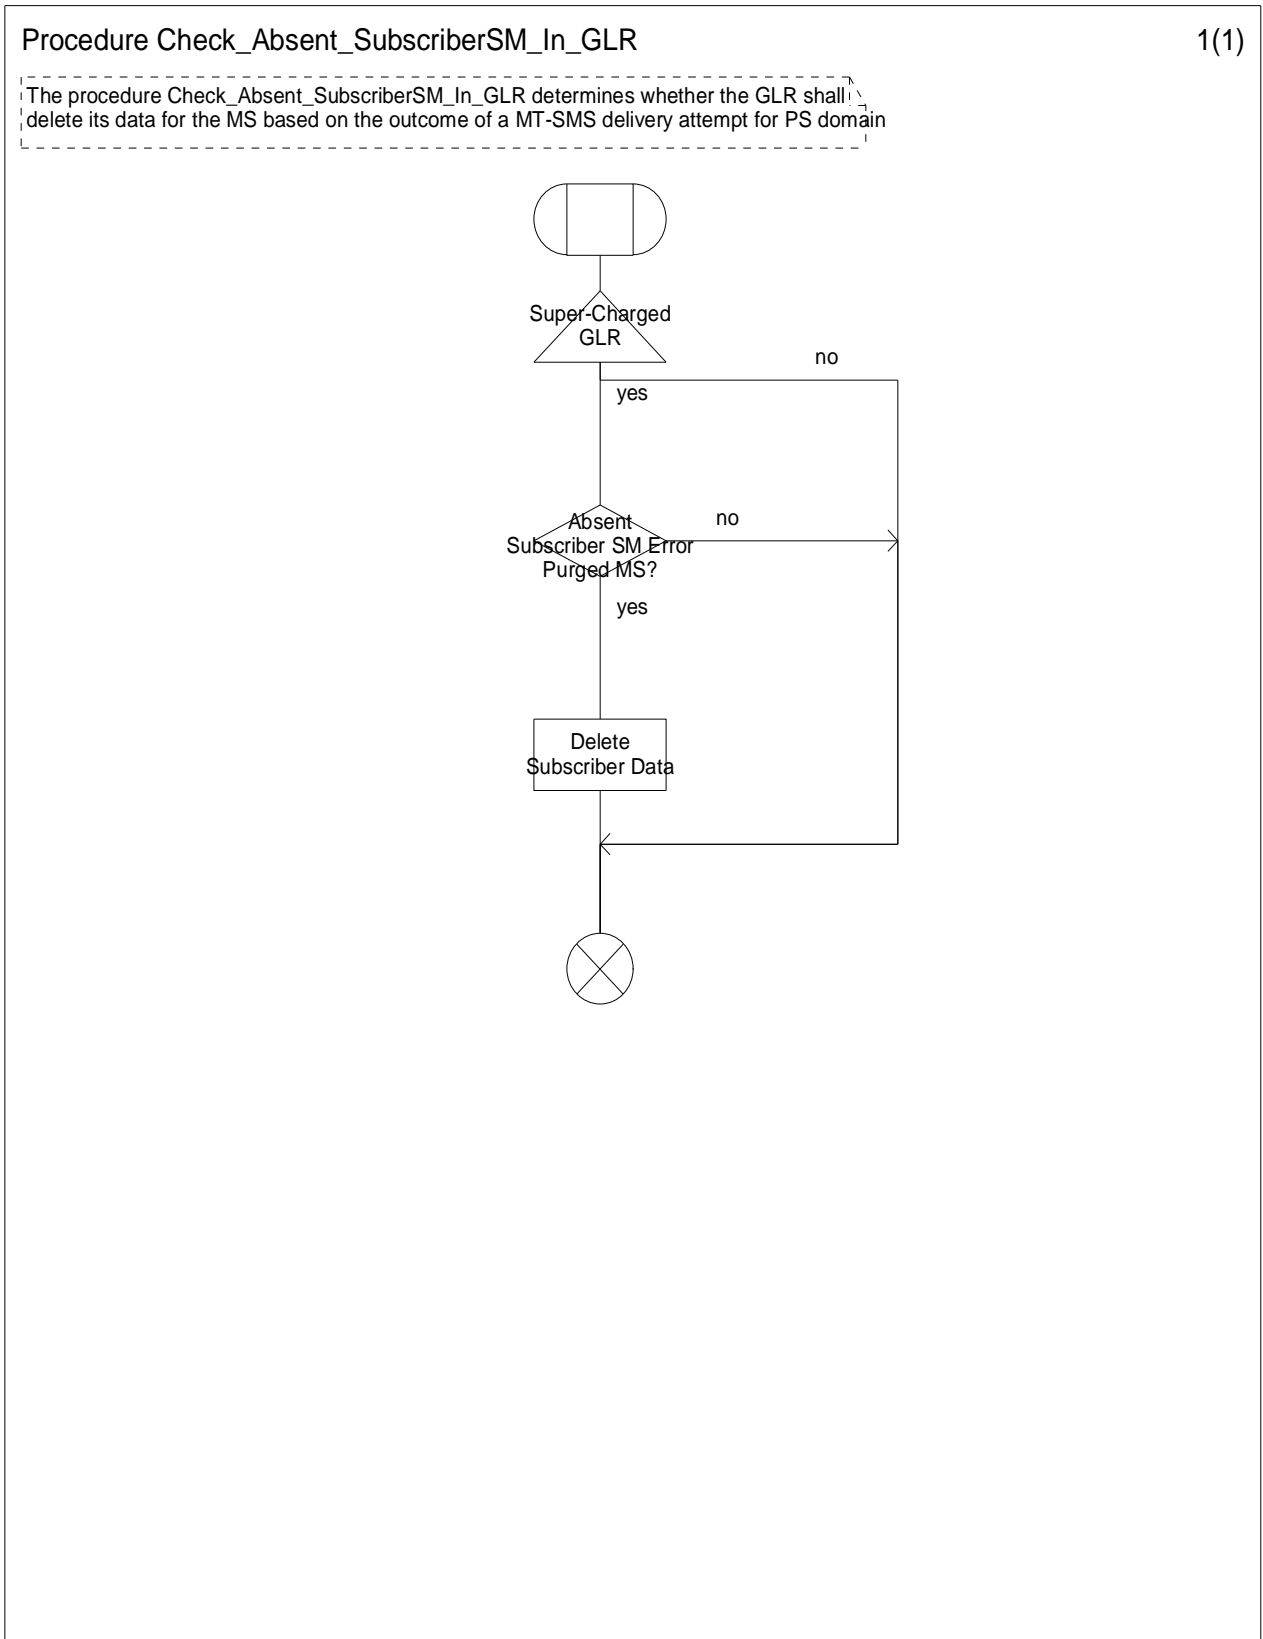 Procedure Check_Absent_SubscriberSM_In_GLR
1(1)
The procedure Check_Absent_SubscriberSM_In_GLR determines whether the GLR shall
delete its data for the MS based on the outcome of a MT-SMS delivery attempt for PS domain
Super-Charged
GLR
no
yes
Absent
Subscriber SM Error
Purged MS?
no
yes
Delete
Subscriber Data